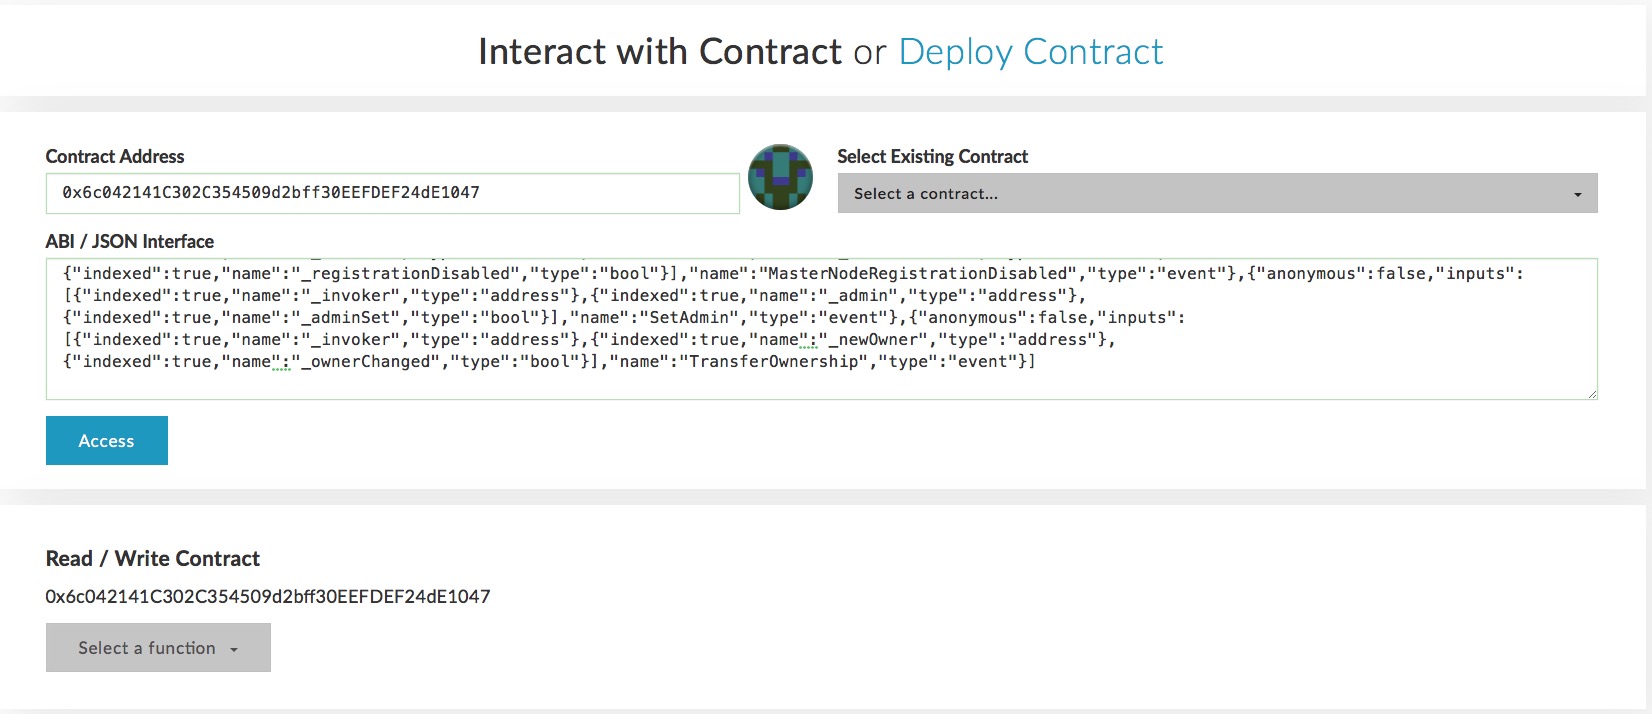 Interact with Contract or Deploy Contract
Contract Address
Select Existing Contract
0x6c042141C302C354509d2bff30EEFDEF24dE1047
Select a contract...
ABI / JSON Interface
{"indexed":true,"name":"_registrationDisabled","type":"bool"}],"name":"MasterNodeRegistrationDisabled","type":"event"},{"anonymous":false,"inputs":
[{"indexed":true,"name":"_invoker","type":"address"},{"indexed":true,"name":"_admin","type":"address"},
{"indexed":true,"name":"_adminSet","type":"bool"}],"name":"SetAdmin","type":"event"},{"anonymous":false,"inputs":
[{"indexed":true,"name":"_invoker","type":"address"},{"indexed":true,"name":"_newOwner","type":"address"},
{"indexed":true,"name":"_ownerChanged","type":"bool"}],"name":"TransferOwnership","type":"event"}]
Access
Read / Write Contract
0x6c042141C302C354509d2bff30EEFDEF24dE1047
Select a function